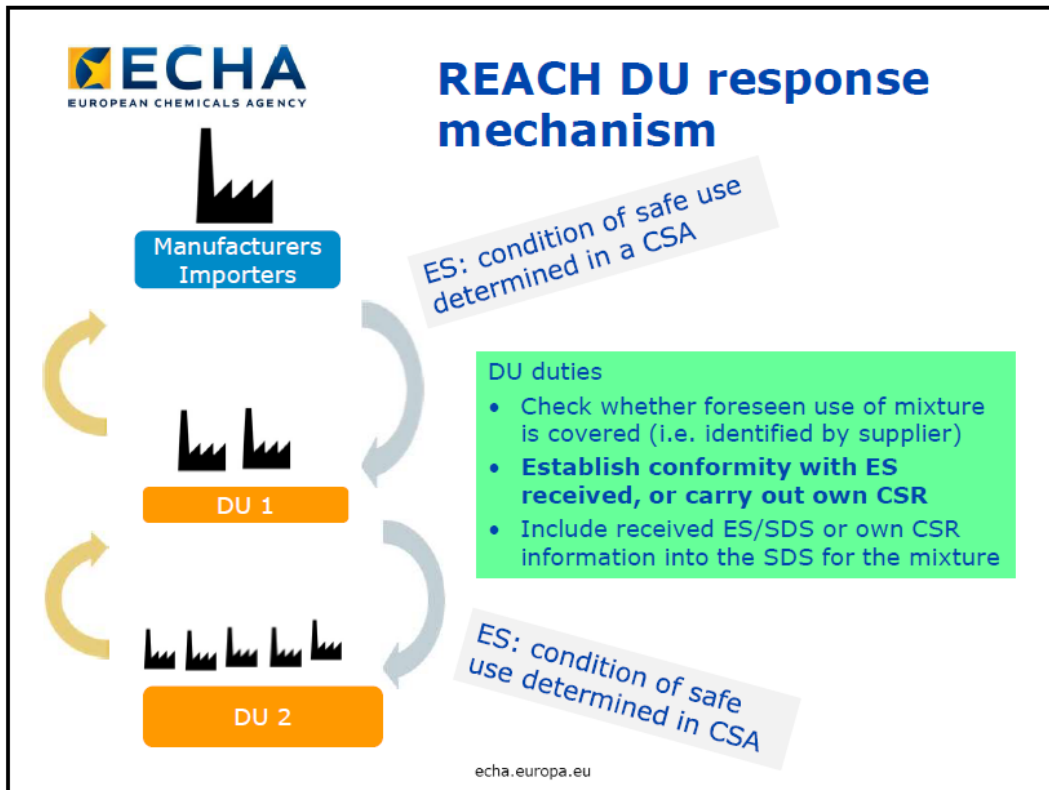 ECHA
EUROPEAN CHEMICALS AGENCY
REACH DU response
mechanism
Manufacturers
Importers
ES: condition of safe use
determined in a CSA
DU duties
• Check whether foreseen use of mixture
is covered (i.e. identified by supplier)
• Establish conformity with ES
received, or carry out own CSR
• Include received ES/SDS or own CSR
information into the SDS for the mixture
DU 1
ES: condition of safe
use determined in CSA
DU 2
echa.europa.eu